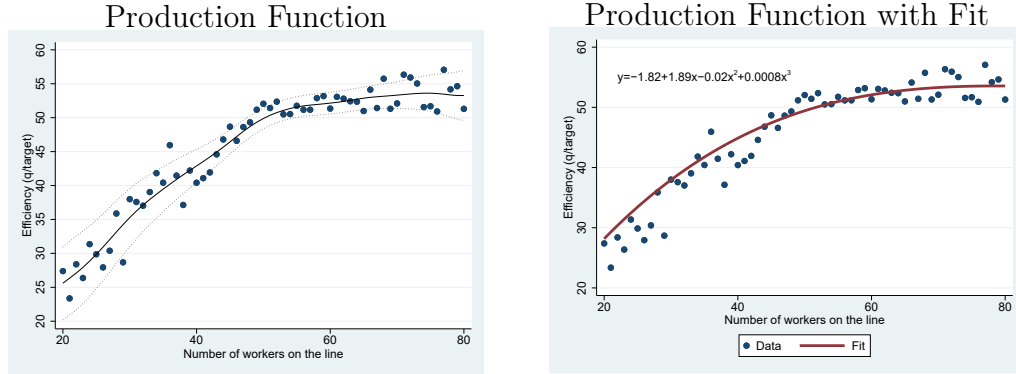 Production Function
60
55
50
45
40
35
30
25
20
Efficiency (q/target)
20 40 60 80
Number of workers on the line
Production Function with Fit
60
50
40
30
20
Efficiency (q/target)
y=−1.82+1.89x−0.02x²+0.0008x³
20 40 60 80
Number of workers on the line
Data Fit